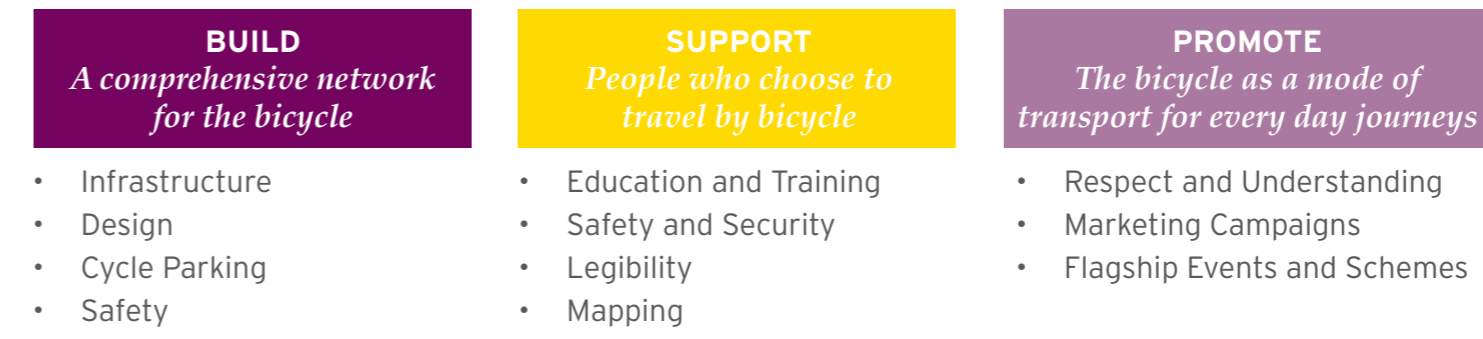 BUILD
A comprehensive network
for the bicycle
• Infrastructure
• Design
• Cycle Parking
• Safety
SUPPORT
People who choose to
travel by bicycle
• Education and Training
• Safety and Security
• Legibility
• Mapping
PROMOTE
The bicycle as a mode of
transport for every day journeys
• Respect and Understanding
• Marketing Campaigns
• Flagship Events and Schemes